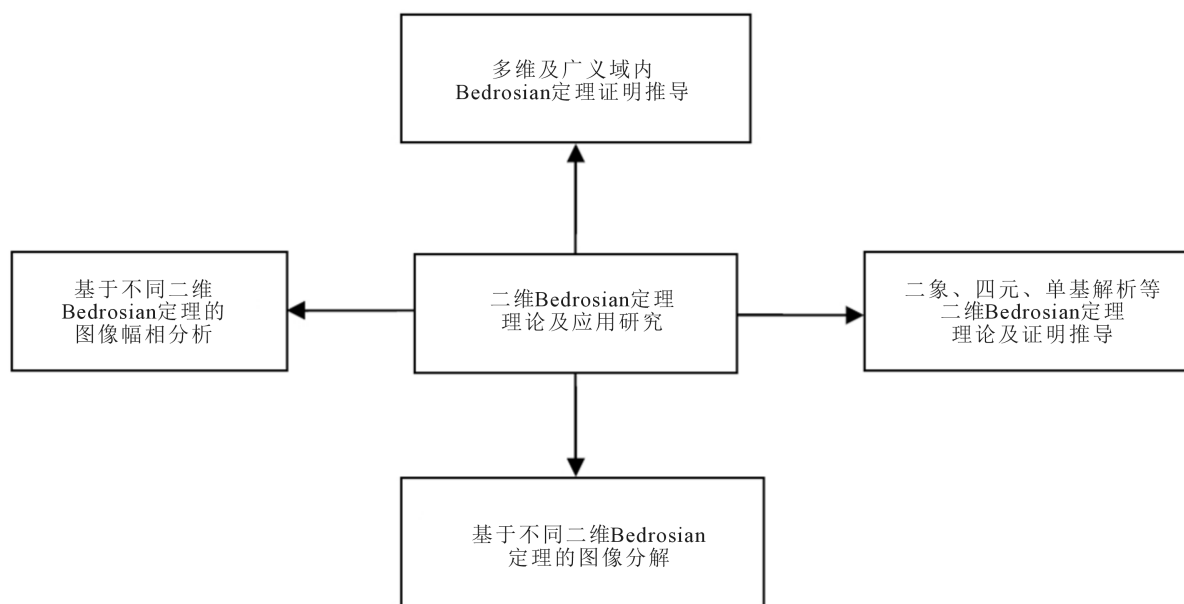 多维及广义域内
Bedrosian定理证明推导
基于不同二维
Bedrosian定理的
图像幅相分析
二维Bedrosian定理
理论及应用研究
二象、四元、单基解析等
二维Bedrosian定理
理论及证明推导
基于不同二维Bedrosian
定理的图像分解